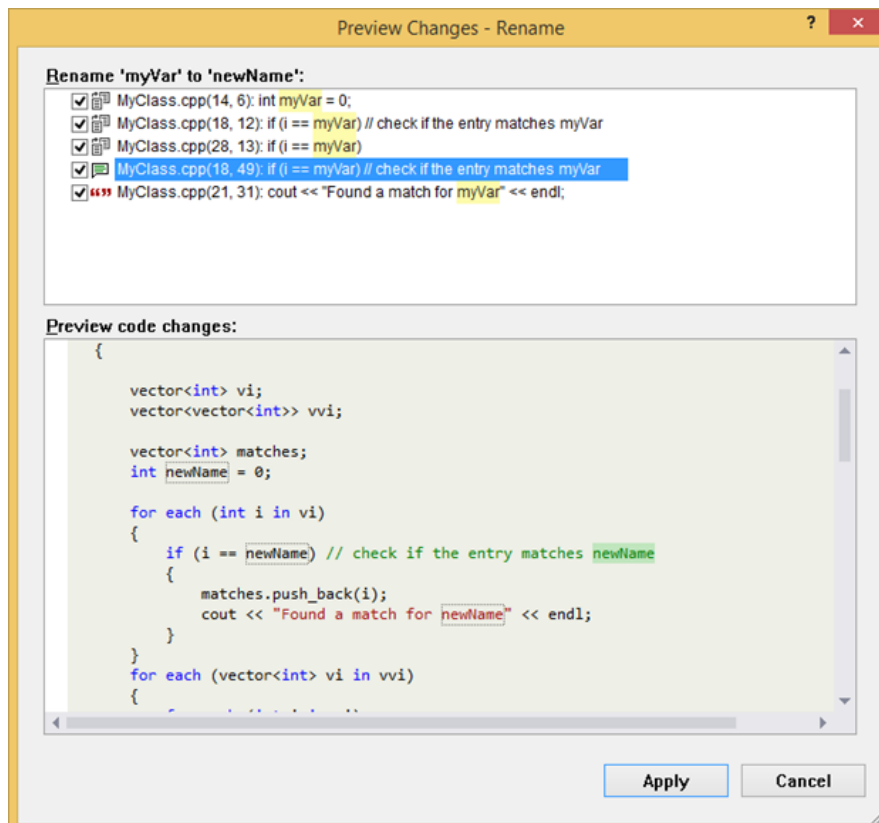 Preview Changes - Rename
?
×
Rename 'myVar' to 'newName':
MyClass.cpp(14, 6): int myVar = 0;
MyClass.cpp(18, 12): if (i == myVar) // check if the entry matches myVar
MyClass.cpp(28, 13): if (i == myVar)
MyClass.cpp(18, 49): if (i == myVar) // check if the entry matches myVar
MyClass.cpp(21, 31): cout << "Found a match for myVar" << endl;
Preview code changes:
{
vector<int> vi;
vector<vector<int>> vvi;
vector<int> matches;
int newName = 0;
for each (int i in vi)
{
if (i == newName) // check if the entry matches newName
{
matches.push_back(i);
cout << "Found a match for newName" << endl;
}
}
for each (vector<int> vi in vvi)
{
Apply
Cancel